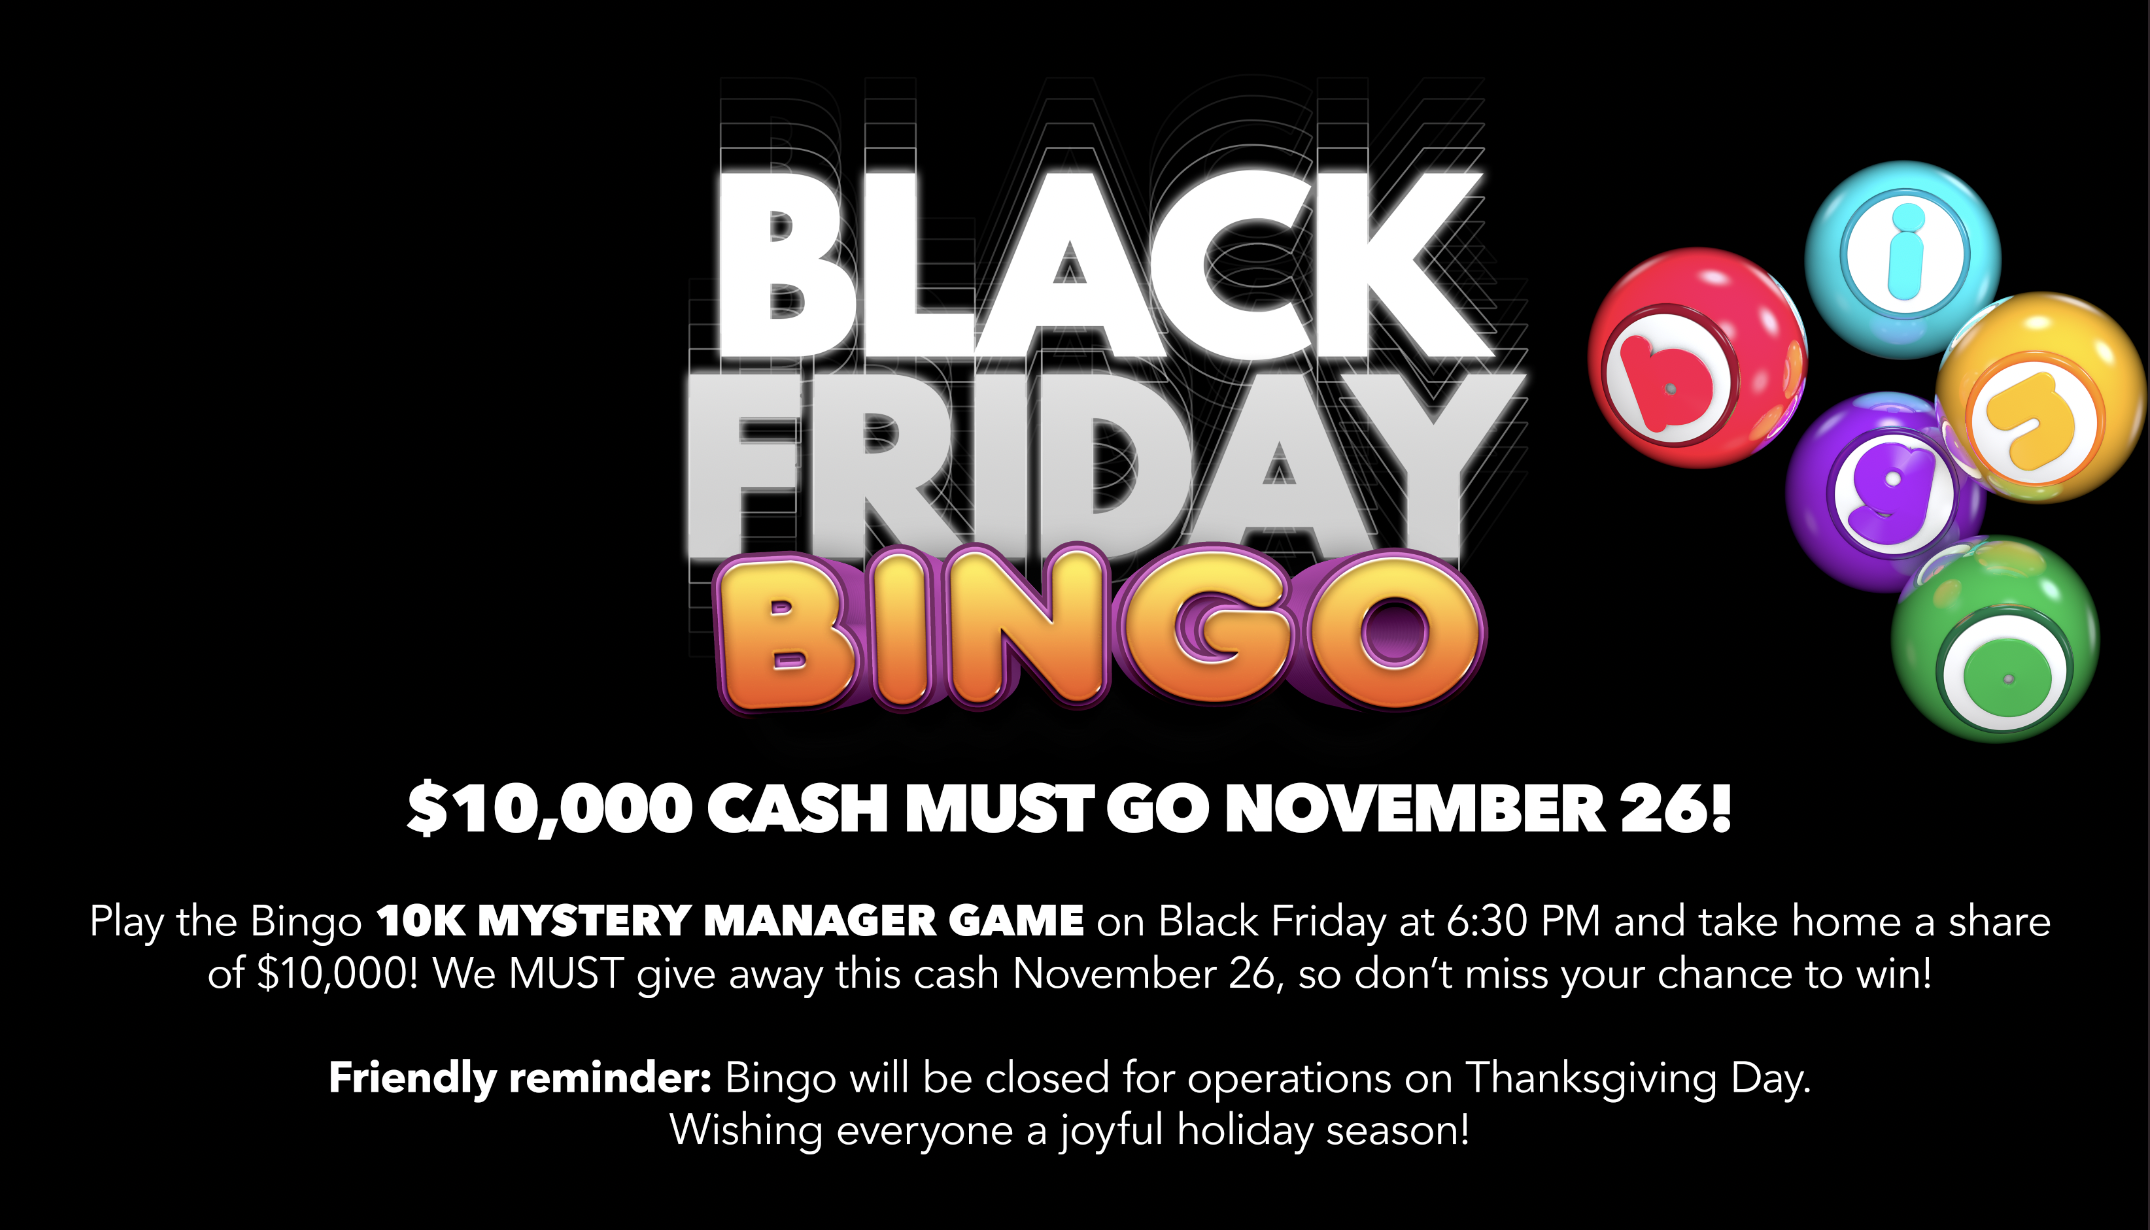 BLACK
FRIDAY
BINGO
b
i
n
g
o
$10,000 CASH MUST GO NOVEMBER 26!
Play the Bingo 10K MYSTERY MANAGER GAME on Black Friday at 6:30 PM and take home a share
of $10,000! We MUST give away this cash November 26, so don’t miss your chance to win!
Friendly reminder: Bingo will be closed for operations on Thanksgiving Day.
Wishing everyone a joyful holiday season!